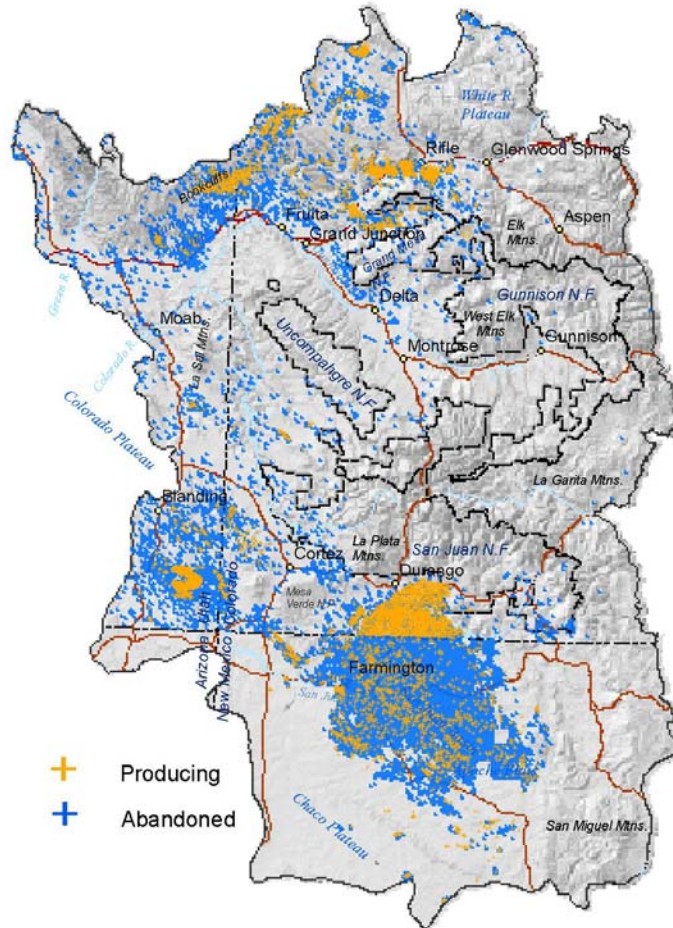 White R.
Plateau
Rifle
Glenwood Springs
Bookcliffs
Aspen
Elk
Mtns.
Fruita
Grand Junction
Grand Mesa
Green R.
Delta
Gunnison N.F.
West Elk
Mtns
Moab
La Sal Mtns.
Gunnison
Uncompahgre N.F.
Montrose
Colorado R.
Colorado Plateau
La Garita Mtns.
Blanding
La Plata
Mtns.
San Juan N.F.
Cortez
Durango
Mesa
Verde N.P.
Arizona Utah
New Mexico Colorado
Farmington
Producing
Abandoned
Chaco Plateau
San Miguel Mtns.